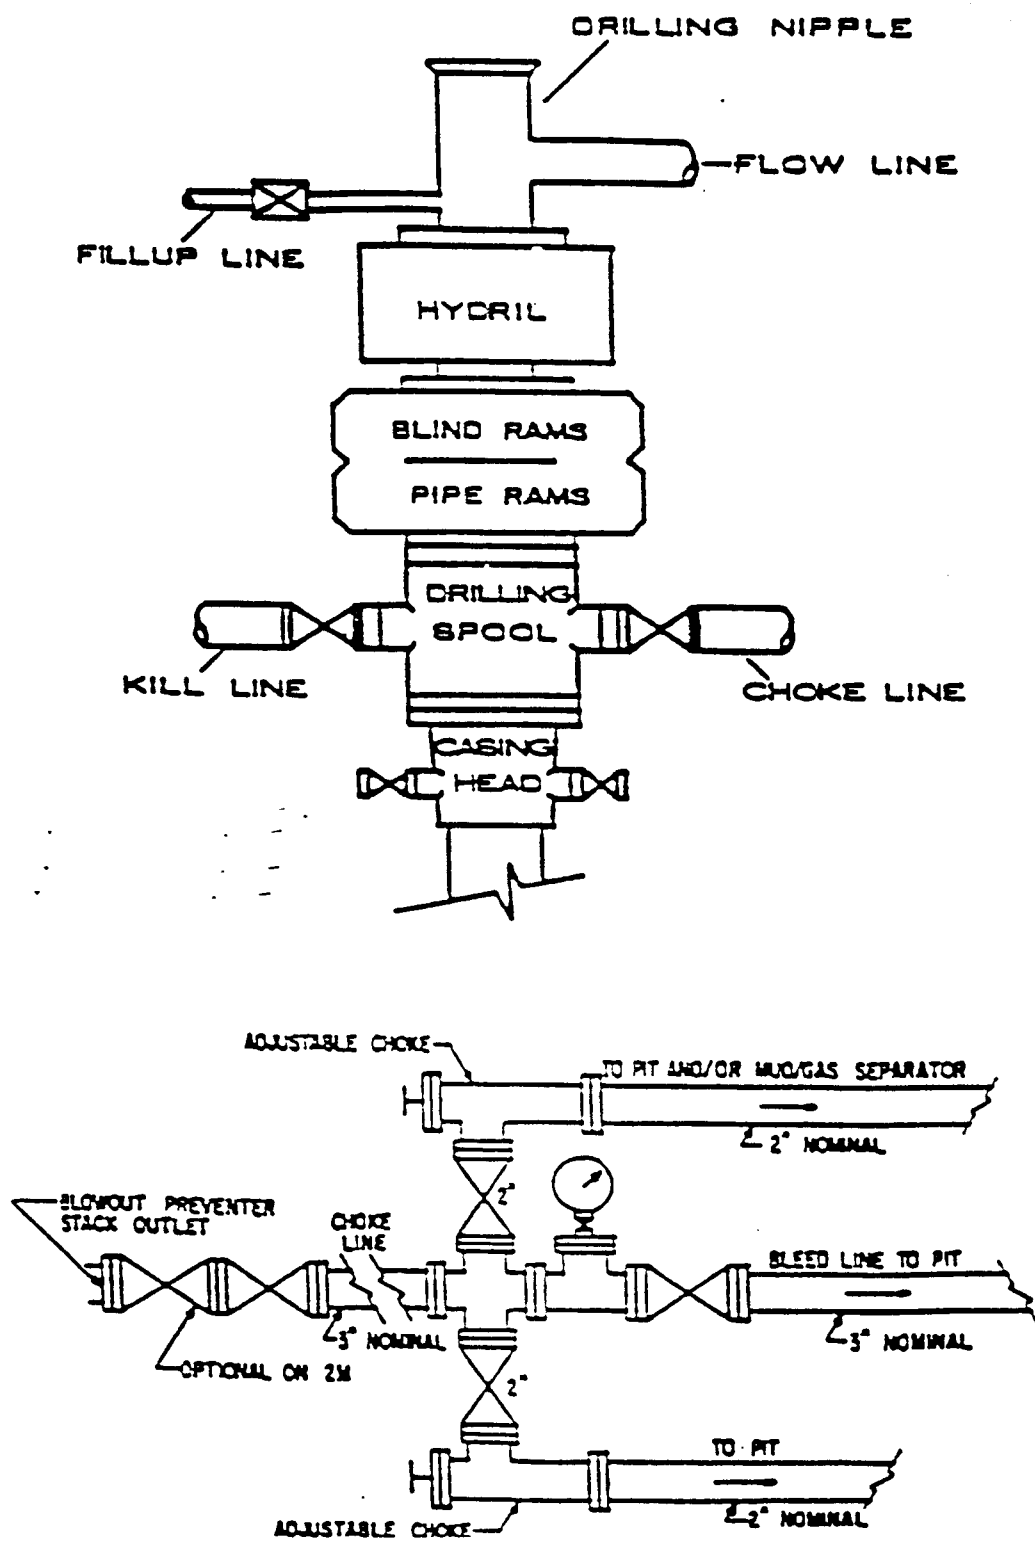 DRILLING NIPPLE
FLOW LINE
FILLUP LINE
HYDRIL
BLIND RAMS
PIPE RAMS
DRILLING
SPOOL
KILL LINE
CHOKE LINE
CASING
HEAD
ADJUSTABLE CHOKE
TO PIT AND/OR MUD/GAS SEPARATOR
2" NOMINAL
2"
BLOWOUT PREVENTER
STACK OUTLET
CHOKE
LINE
BLEED LINE TO PIT
3" NOMINAL
3" NOMINAL
OPTIONAL ON 2M
2"
TO PIT
2" NOMINAL
ADJUSTABLE CHOKE